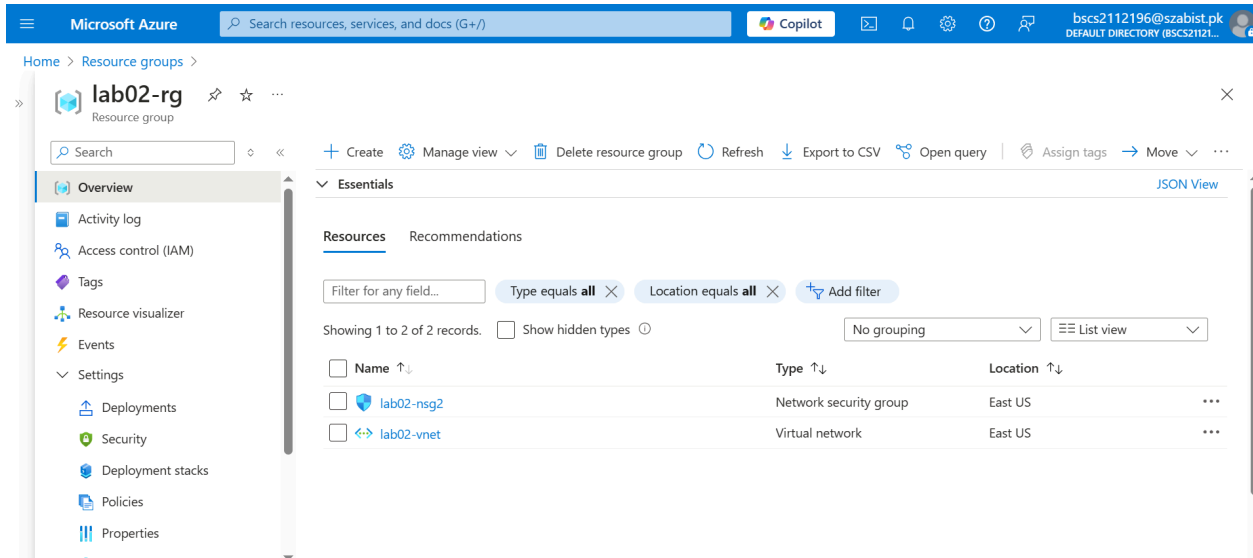 Microsoft Azure
Search resources, services, and docs (G+/)
Copilot
bscs2112196@szabist.pk
DEFAULT DIRECTORY (BSCS21121...
Home > Resource groups >
lab02-rg
Resource group
Search
Create
Manage view
Delete resource group
Refresh
Export to CSV
Open query
Assign tags
Move
Overview
Activity log
Access control (IAM)
Tags
Resource visualizer
Events
Settings
Deployments
Security
Deployment stacks
Policies
Properties
Essentials
JSON View
Resources Recommendations
Filter for any field...
Type equals all
Location equals all
Add filter
Showing 1 to 2 of 2 records.
Show hidden types
No grouping
List view
Name Type Location
lab02-nsg2 Network security group East US
lab02-vnet Virtual network East US